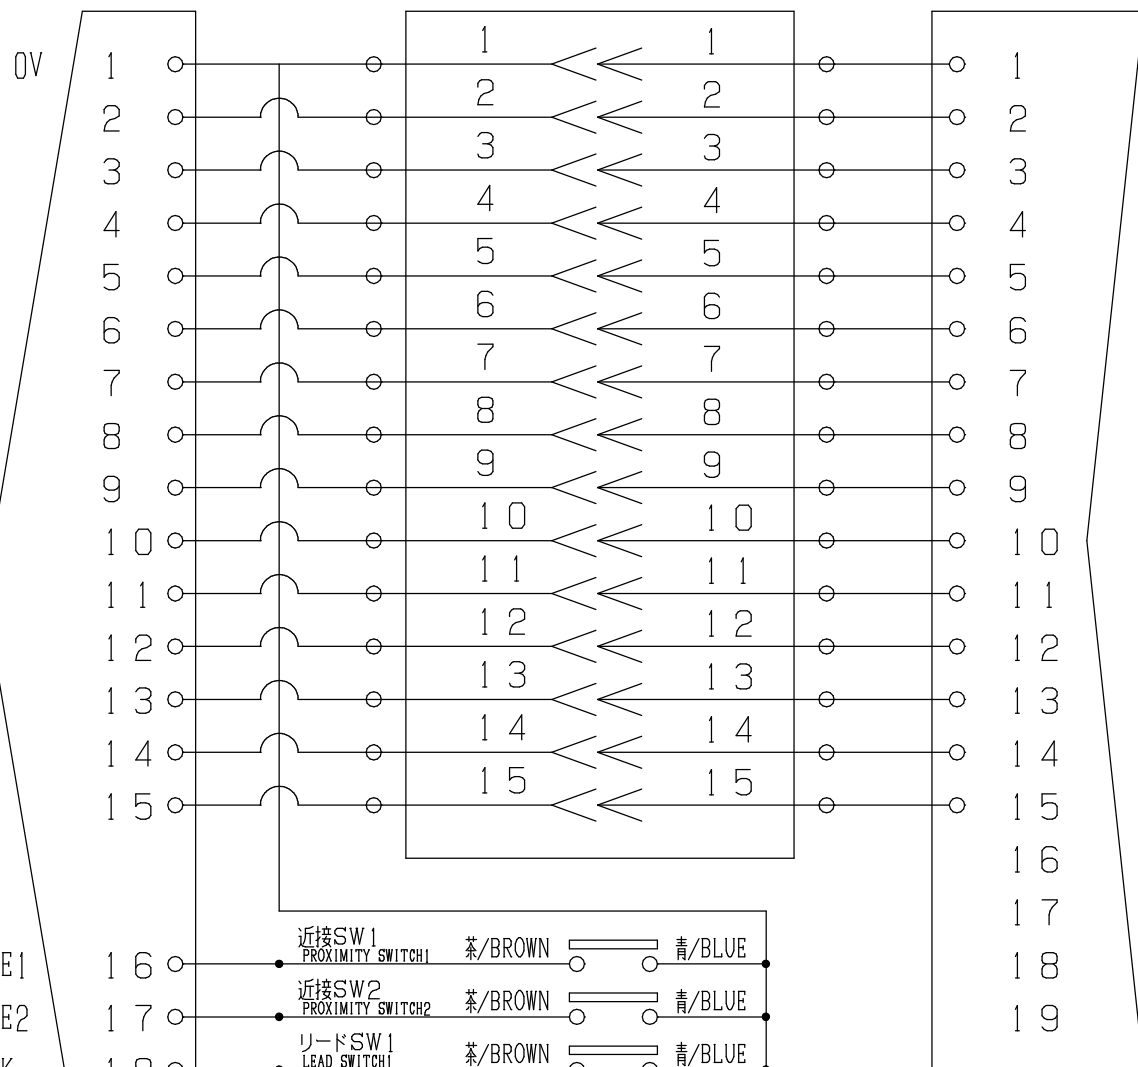 0V 1 1 1 1
2 2 2 2
3 3 3 3
4 4 4 4
5 5 5 5
6 6 6 6
7 7 7 7
8 8 8 8
9 9 9 9
10 10 10 10
11 11 11 11
12 12 12 12
13 13 13 13
14 14 14 14
15 15 15 15
16
17
近接SW1
PROXIMITY SWITCH1
E1 16 茶/BROWN 青/BLUE 18
近接SW2
PROXIMITY SWITCH2
E2 17 茶/BROWN 青/BLUE 19
リードSW1
LEAD SWITCH1
茶/BROWN 青/BLUE